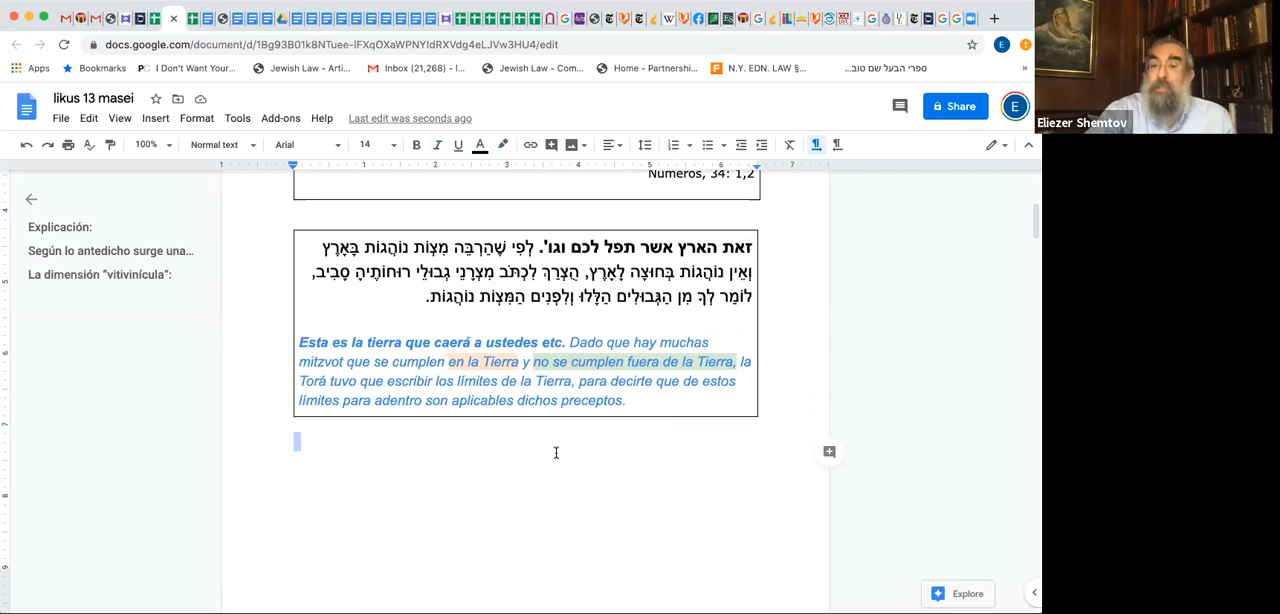 docs.google.com/document/d/1Bg93B01k8NTuee-IFXqOXaWPNYIdRXVdg4eLJVw3HU4/edit
Apps
Bookmarks
I Don't Want Your...
Jewish Law - Arti...
Inbox (21,268) - l...
Jewish Law - Com...
Home - Partnershi...
N.Y. EDN. LAW §...
ספרי הבעל שם טוב...
likus 13 masei
File Edit View Insert Format Tools Add-ons Help Last edit was seconds ago
Share
E
Eliezer Shemtov
100% Normal text Arial 14
Números, 34: 1,2
Explicación:
Según lo antedicho surge una...
La dimensión “vitivinícula”:
זאת הארץ אשר תפל לכם וגו'. לְפִי שֶׁהַרְבֵּה מִצְוֹת נוֹהֲגוֹת בָּאָרֶץ
וְאֵין נוֹהֲגוֹת בְּחוּצָה לָאָרֶץ, הֻצְרַךְ לִכְתֹּב מִצְרָנֵי גְבוּלֵי רוּחוֹתֶיהָ סָבִיב,
לוֹמַר לְךָ מִן הַגְּבוּלִים הַלָּלוּ וְלִפְנִים הַמִּצְוֹת נוֹהֲגוֹת.
Esta es la tierra que caerá a ustedes etc. Dado que hay muchas
mitzvot que se cumplen en la Tierra y no se cumplen fuera de la Tierra, la
Torá tuvo que escribir los límites de la Tierra, para decirte que de estos
límites para adentro son aplicables dichos preceptos.
Explore